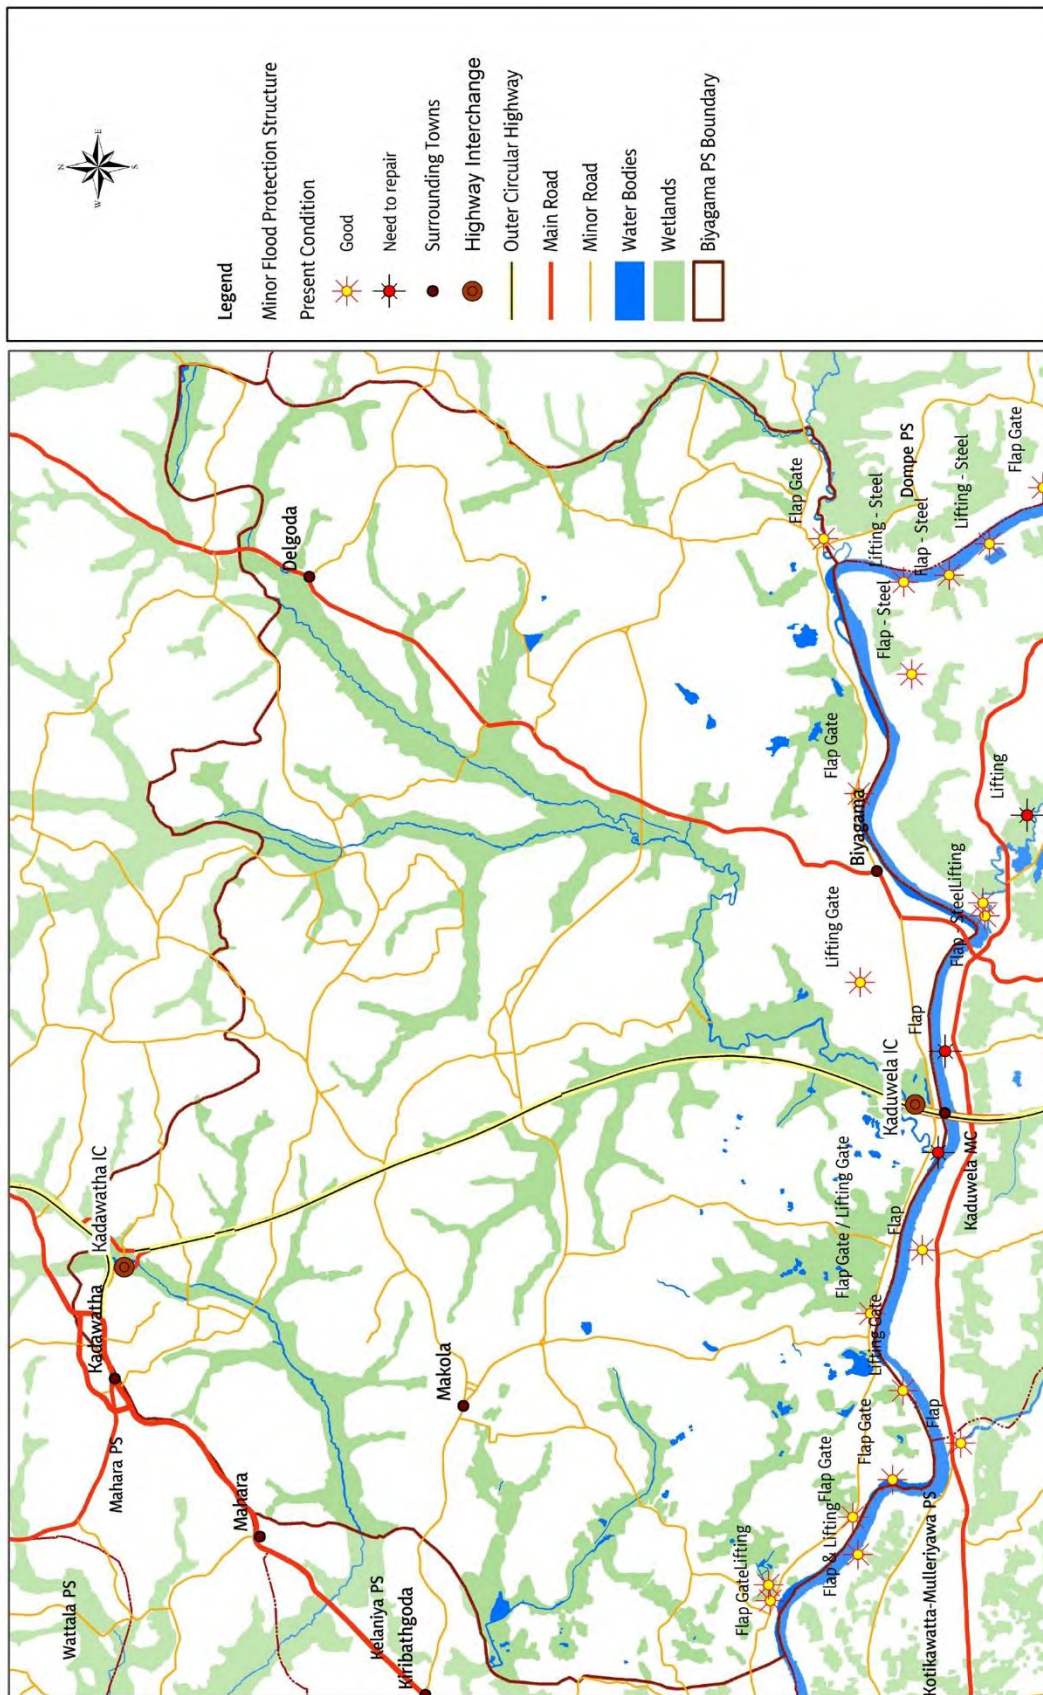 N
W
E
S
Legend
Minor Flood Protection Structure
Present Condition
Good
Need to repair
Surrounding Towns
Highway Interchange
Outer Circular Highway
Main Road
Minor Road
Water Bodies
Wetlands
Biyagama PS Boundary
Wattala PS
Mahara PS
Kadawatha
Kadawatha IC
Mahara
Delgoda
Kelaniya PS
Kiribathgoda
Makola
Flap Gate
Lifting
Flap & Lifting
Flap Gate
Flap Gate
Lifting Gate
Flap Gate / Lifting Gate
Flap
Flap
Kaduwela IC
Flap
Lifting Gate
Biyagama
Flap Gate
Flap Gate
Flap - Steel
Lifting - Steel
Flap - Steel
Dompe PS
Lifting - Steel
Flap Gate
Flap - Steel
Lifting
Lifting
Kaduwela MC
Kotikawatta-Mulleriyawa PS